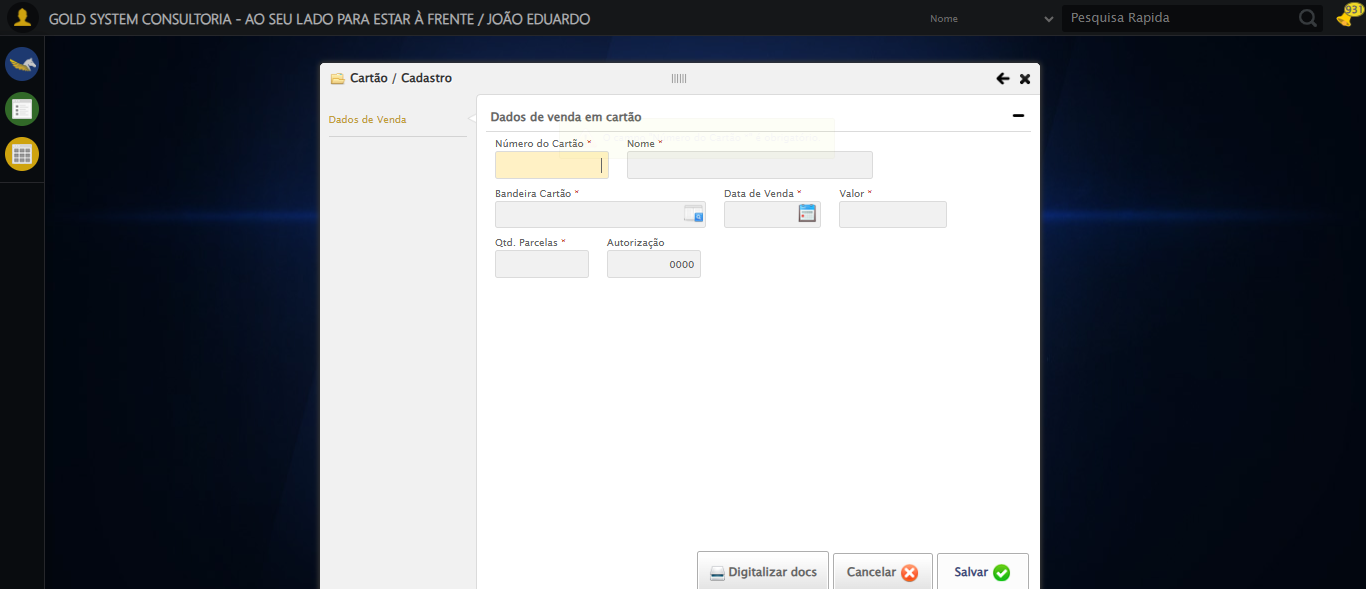 GOLD SYSTEM CONSULTORIA - AO SEU LADO PARA ESTAR À FRENTE / JOÃO EDUARDO
Nome
Pesquisa Rapida
931
Cartão / Cadastro
Dados de Venda
Dados de venda em cartão
Número do Cartão *
Nome *
Bandeira Cartão *
Data de Venda *
Valor *
Qtd. Parcelas *
Autorização
0000
Digitalizar docs
Cancelar
Salvar